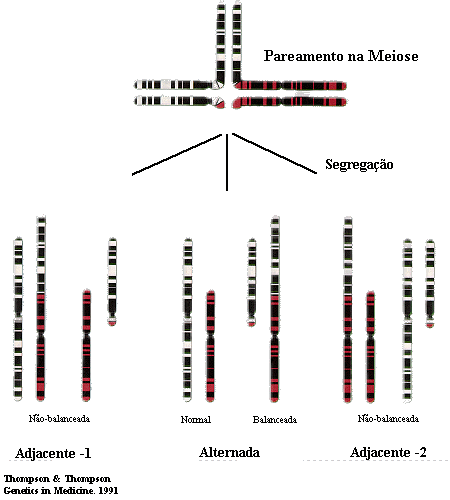 Pareamento na Meiose
Segregação
Não-balanceada
Normal
Balanceada
Não-balanceada
Adjacente -1
Alternada
Adjacente -2
Thompson & Thompson
Genetics in Medicine. 1991